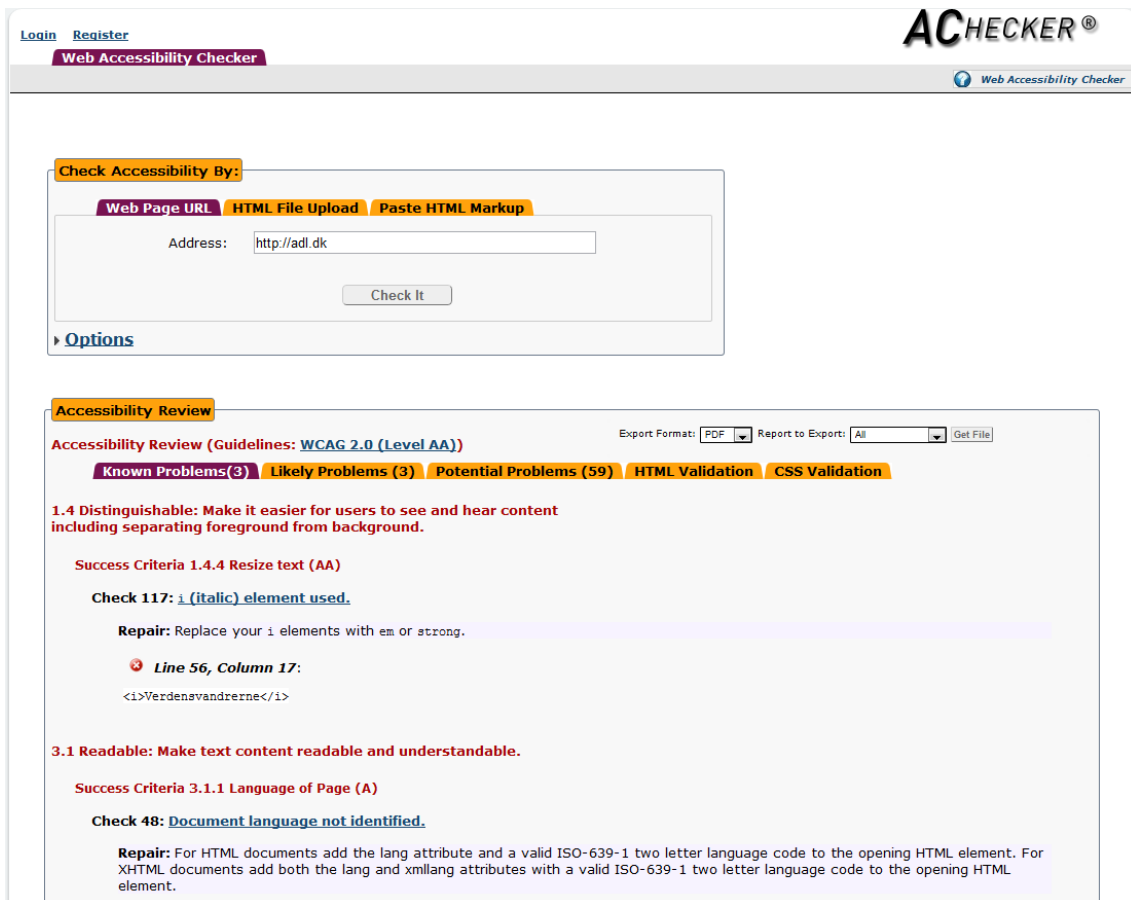 Login Register
ACHECKER®
Web Accessibility Checker
Web Accessibility Checker
Check Accessibility By:
Web Page URL HTML File Upload Paste HTML Markup
Address: http://adl.dk
Check It
Options
Accessibility Review
Accessibility Review (Guidelines: WCAG 2.0 (Level AA))
Export Format: PDF Report to Export: All Get File
Known Problems(3) Likely Problems (3) Potential Problems (59) HTML Validation CSS Validation
1.4 Distinguishable: Make it easier for users to see and hear content
including separating foreground from background.
Success Criteria 1.4.4 Resize text (AA)
Check 117: i (italic) element used.
Repair: Replace your i elements with em or strong.
Line 56, Column 17:
<i>Verdensvandrerne</i>
3.1 Readable: Make text content readable and understandable.
Success Criteria 3.1.1 Language of Page (A)
Check 48: Document language not identified.
Repair: For HTML documents add the lang attribute and a valid ISO-639-1 two letter language code to the opening HTML element. For
XHTML documents add both the lang and xmllang attributes with a valid ISO-639-1 two letter language code to the opening HTML
element.